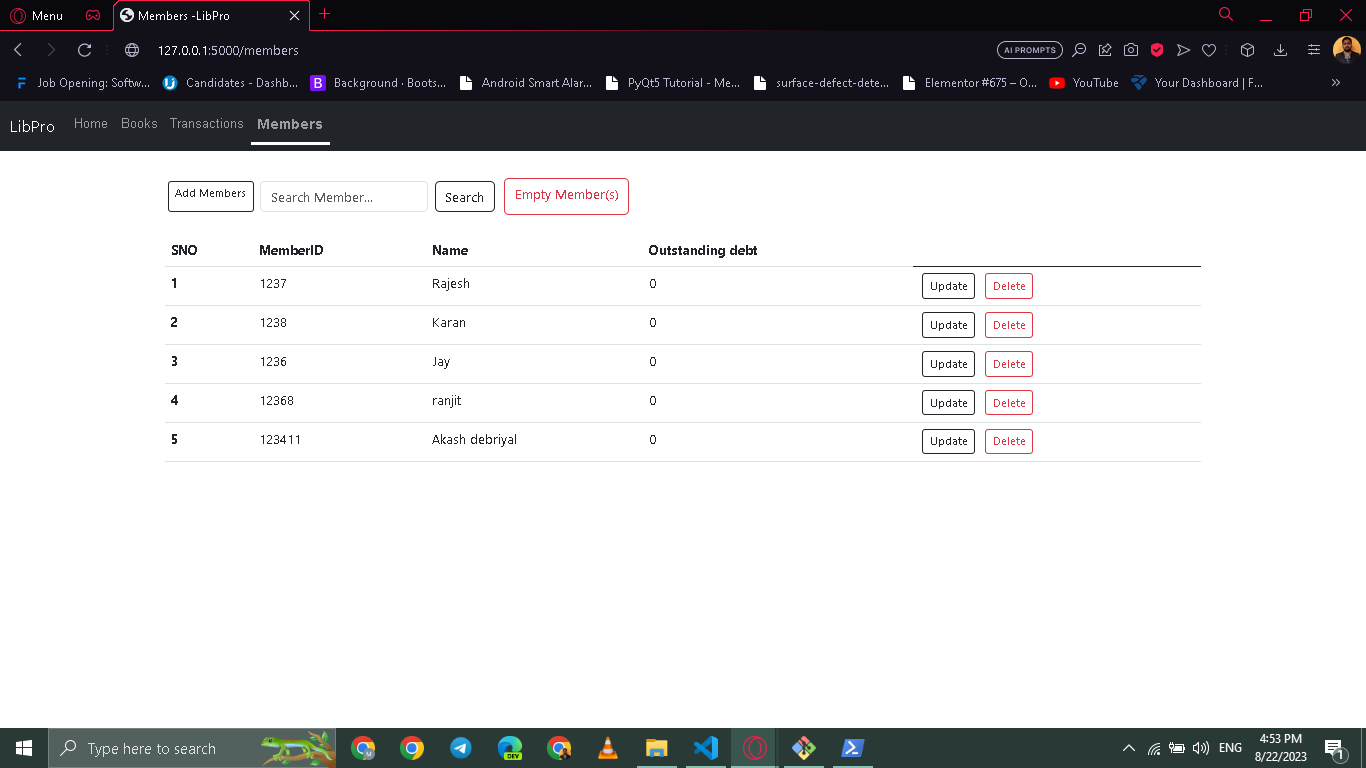 Menu
Members -LibPro
127.0.0.1:5000/members
AI PROMPTS
Job Opening: Softw...
Candidates - Dashb...
Background · Boots...
Android Smart Alar...
PyQt5 Tutorial - Me...
surface-defect-dete...
Elementor #675 – O...
YouTube
Your Dashboard | F...
LibPro Home Books Transactions Members
Add Members Search Member... Search Empty Member(s)
SNO MemberID Name Outstanding debt
1 1237 Rajesh 0 Update Delete
2 1238 Karan 0 Update Delete
3 1236 Jay 0 Update Delete
4 12368 ranjit 0 Update Delete
5 123411 Akash debriyal 0 Update Delete
Type here to search
DEV
ENG
4:53 PM
8/22/2023
1